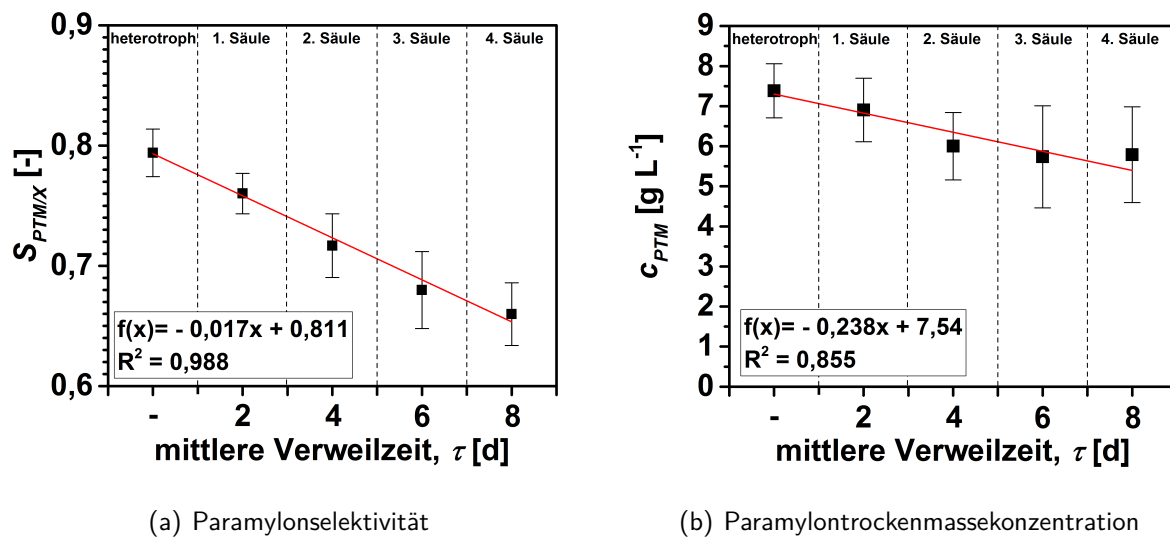 heterotroph 1. Säule 2. Säule 3. Säule 4. Säule
0,9
0,8
0,7
0,6
S_PTM/X [-]
f(x)= - 0,017x + 0,811
R² = 0,988
- 2 4 6 8
mittlere Verweilzeit, τ [d]
(a) Paramylonselektivität
heterotroph 1. Säule 2. Säule 3. Säule 4. Säule
9
8
7
6
5
4
3
2
1
0
c_PTM [g L⁻¹]
f(x)= - 0,238x + 7,54
R² = 0,855
- 2 4 6 8
mittlere Verweilzeit, τ [d]
(b) Paramylontrockenmassekonzentration